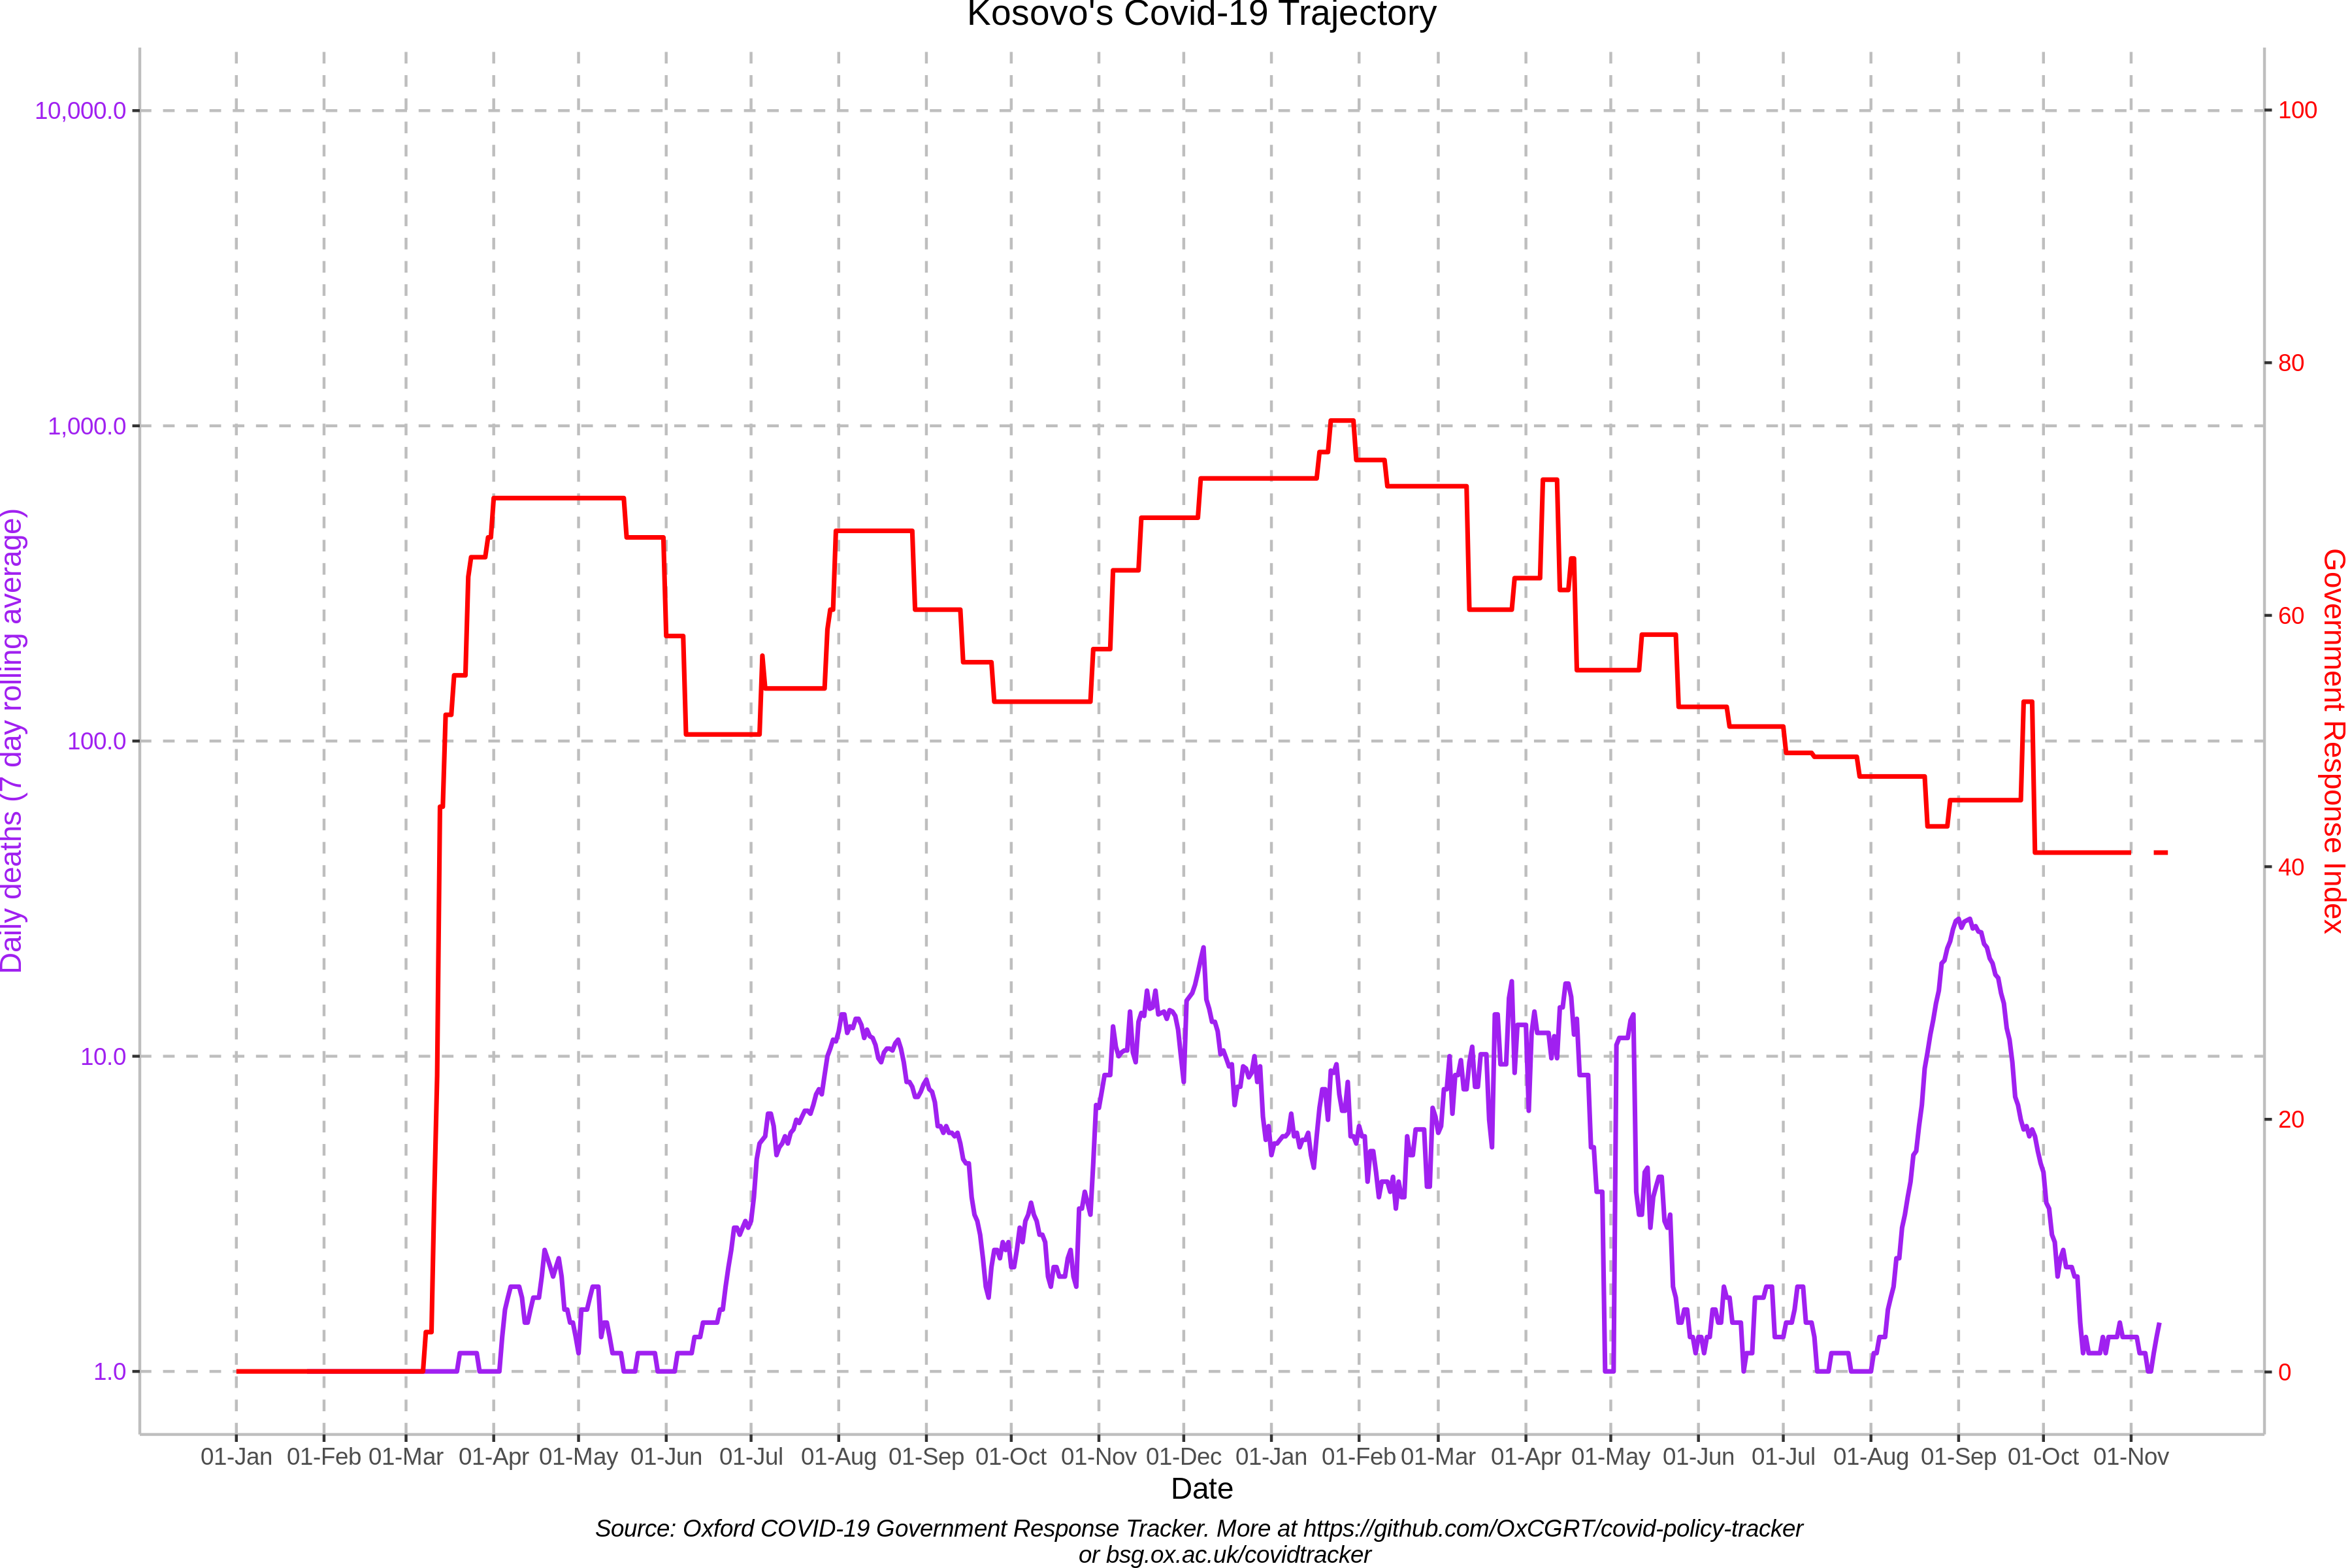 Kosovo's Covid-19 Trajectory
10,000.0
1,000.0
100.0
10.0
1.0
Daily deaths (7 day rolling average)
100
80
60
40
20
0
Government Response Index
01-Jan 01-Feb 01-Mar 01-Apr 01-May 01-Jun 01-Jul 01-Aug 01-Sep 01-Oct 01-Nov 01-Dec 01-Jan 01-Feb 01-Mar 01-Apr 01-May 01-Jun 01-Jul 01-Aug 01-Sep 01-Oct 01-Nov
Date
Source: Oxford COVID-19 Government Response Tracker. More at https://github.com/OxCGRT/covid-policy-tracker
or bsg.ox.ac.uk/covidtracker